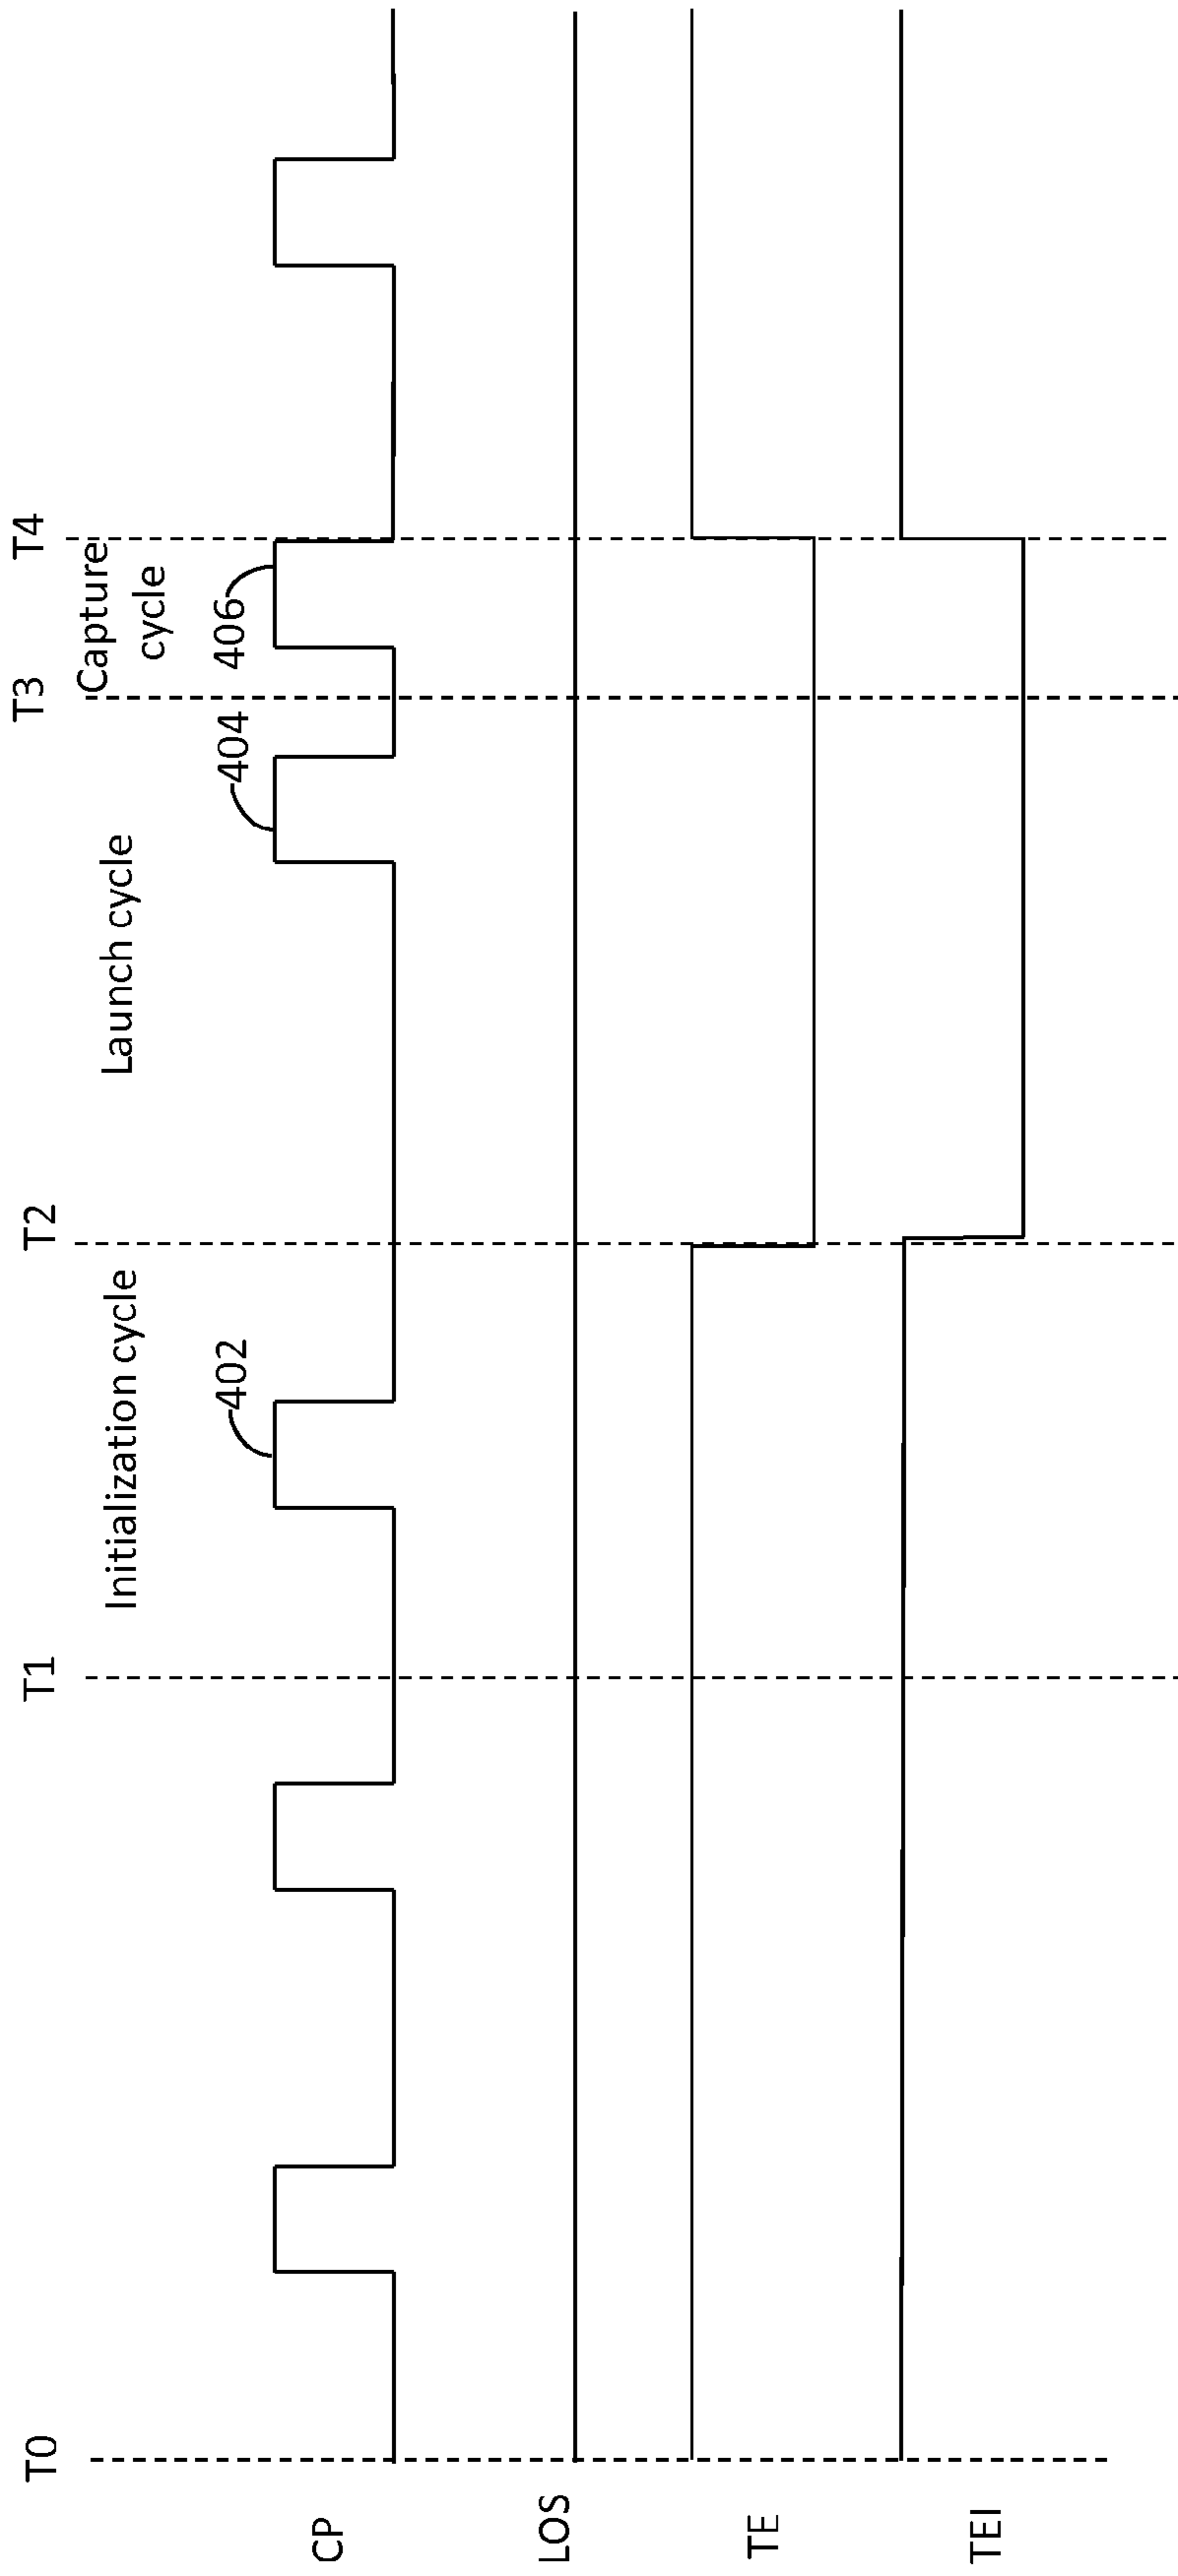 T0
T1
T2
T3
T4
Initialization cycle
Launch cycle
Capture
cycle
402
404
406
CP
LOS
TE
TEI